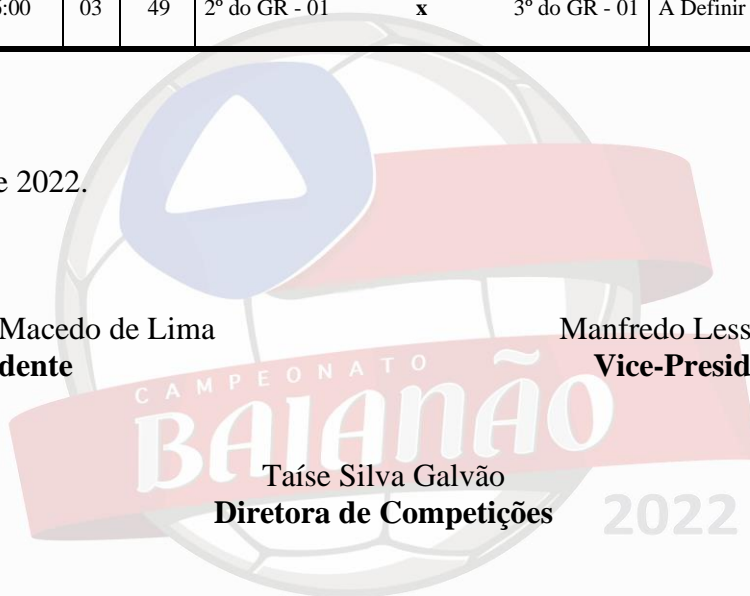 5:00 03 49 2º do GR - 01 x 3º do GR - 01 A Definir
e 2022.
Macedo de Lima Manfredo Less
dente Vice-Presid
CAMPEONATO
BAIANÃO
Taíse Silva Galvão
Diretora de Competições
2022